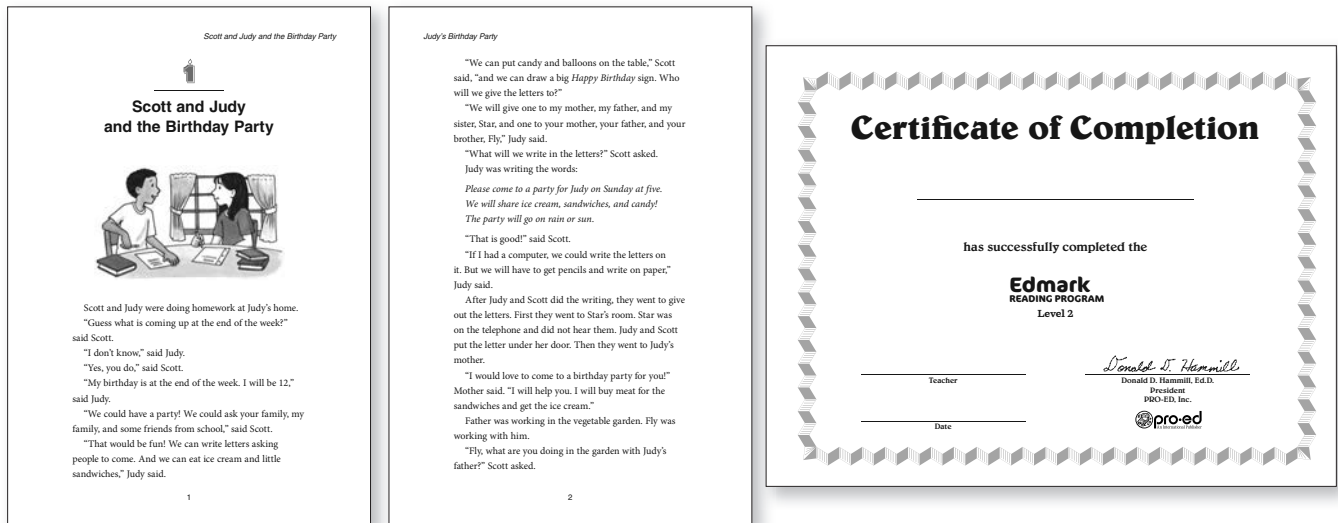 Scott and Judy and the Birthday Party
1
Scott and Judy
and the Birthday Party
Scott and Judy were doing homework at Judy’s home.
“Guess what is coming up at the end of the week?”
said Scott.
“I don’t know,” said Judy.
“Yes, you do,” said Scott.
“My birthday is at the end of the week. I will be 12,”
said Judy.
“We could have a party! We could ask your family, my
family, and some friends from school,” said Scott.
“That would be fun! We can write letters asking
people to come. And we can eat ice cream and little
sandwiches,” Judy said.
1
Judy’s Birthday Party
“We can put candy and balloons on the table,” Scott
said, “and we can draw a big Happy Birthday sign. Who
will we give the letters to?”
“We will give one to my mother, my father, and my
sister, Star, and one to your mother, your father, and your
brother, Fly,” Judy said.
“What will we write in the letters?” Scott asked.
Judy was writing the words:
Please come to a party for Judy on Sunday at five.
We will share ice cream, sandwiches, and candy!
The party will go on rain or sun.
“That is good!” said Scott.
“If I had a computer, we could write the letters on
it. But we will have to get pencils and write on paper,”
Judy said.
After Judy and Scott did the writing, they went to give
out the letters. First they went to Star’s room. Star was
on the telephone and did not hear them. Judy and Scott
put the letter under her door. Then they went to Judy’s
mother.
“I would love to come to a birthday party for you!”
Mother said. “I will help you. I will buy meat for the
sandwiches and get the ice cream.”
Father was working in the vegetable garden. Fly was
working with him.
“Fly, what are you doing in the garden with Judy’s
father?” Scott asked.
2
Certificate of Completion
has successfully completed the
Edmark
READING PROGRAM
Level 2
Donald D. Hammill
Teacher
Donald D. Hammill, Ed.D.
President
PRO-ED, Inc.
pro·ed
An International Publisher
Date